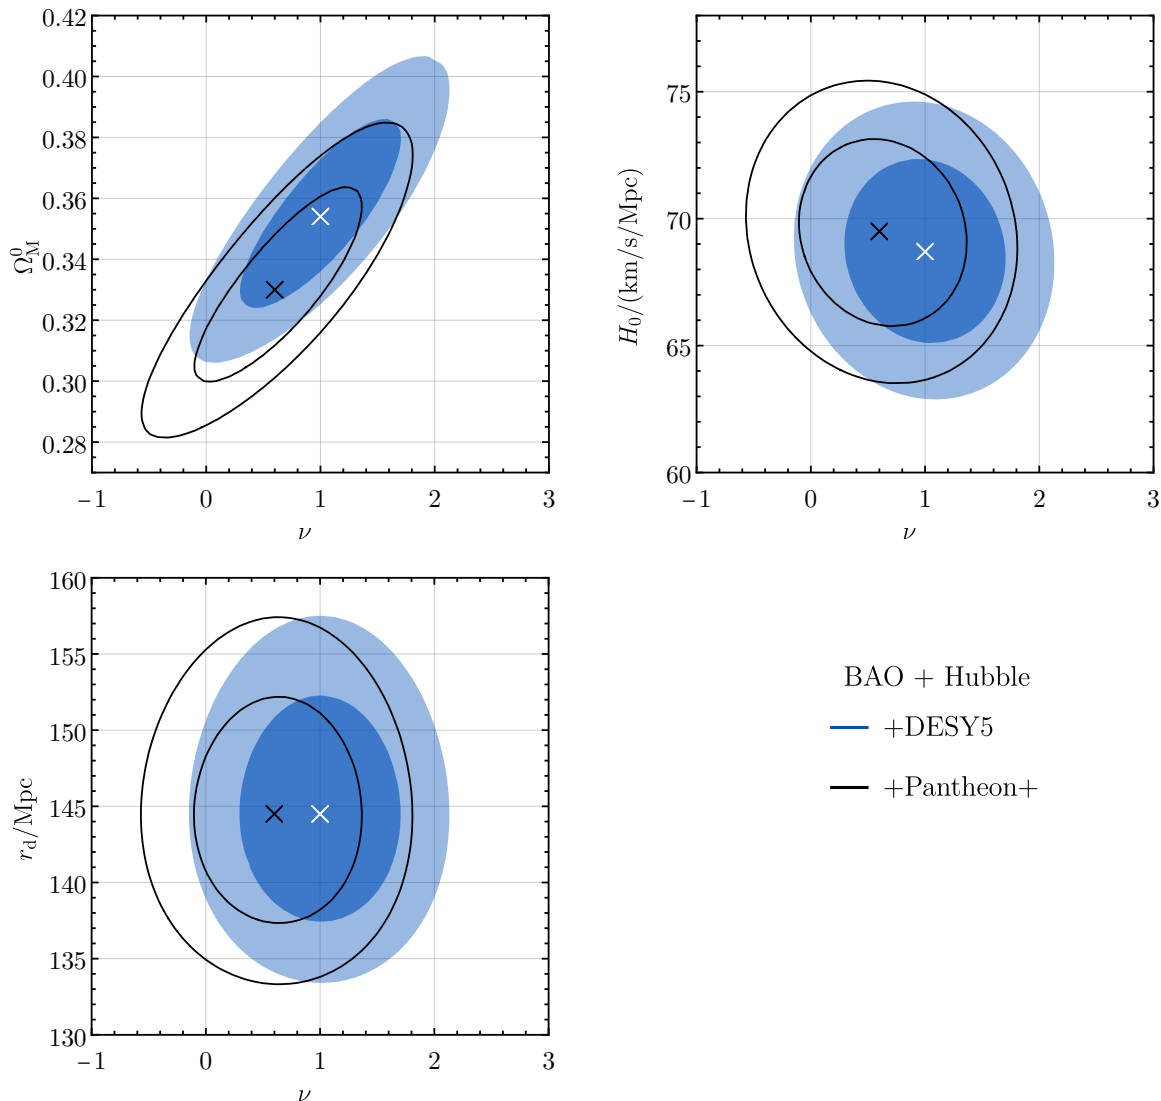 0.42
0.40
0.38
0.36
0.34
0.32
0.30
0.28
Ω⁰_M
−1 0 1 2 3
ν
75
70
65
60
H₀/(km/s/Mpc)
−1 0 1 2 3
ν
160
155
150
145
140
135
130
r_d/Mpc
−1 0 1 2 3
ν
BAO + Hubble
+DESY5
+Pantheon+